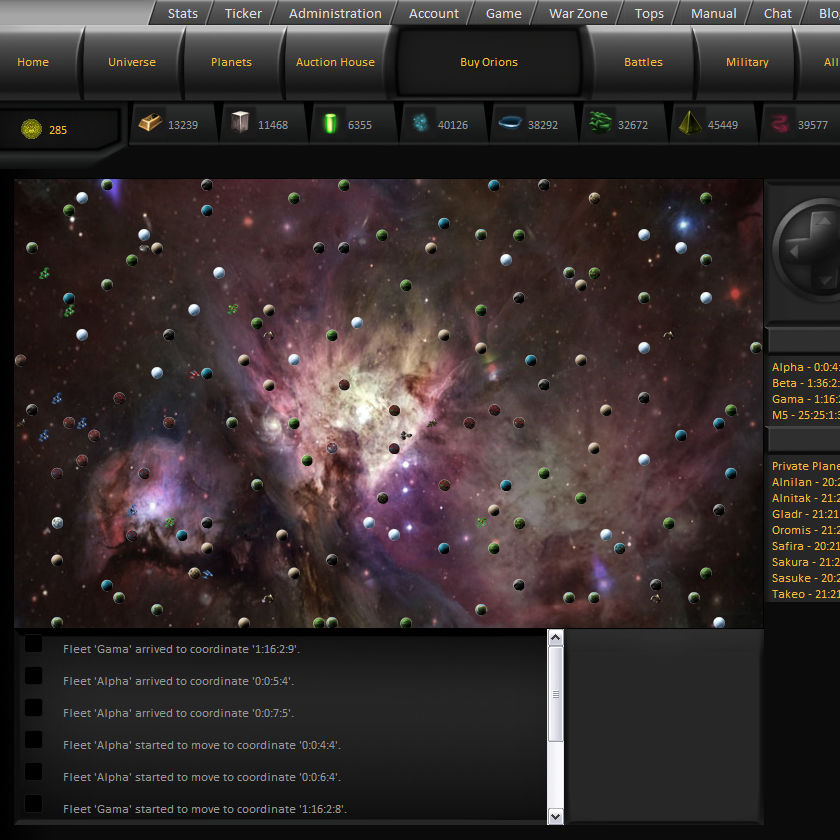 Stats Ticker Administration Account Game War Zone Tops Manual Chat
Home Universe Planets Auction House Buy Orions Battles Military
285 13239 11468 6355 40126 38292 32672 45449 39577
Alpha - 0:0:4:
Beta - 1:36:2:
Gama - 1:16:
M5 - 25:25:1:
Private Plane
Alnilan - 20:2
Alnitak - 21:2
Gladr - 21:21
Oromis - 21:2
Safira - 20:21
Sakura - 21:2
Sasuke - 20:2
Takeo - 21:21
Fleet 'Gama' arrived to coordinate '1:16:2:9'.
Fleet 'Alpha' arrived to coordinate '0:0:5:4'.
Fleet 'Alpha' arrived to coordinate '0:0:7:5'.
Fleet 'Alpha' started to move to coordinate '0:0:4:4'.
Fleet 'Alpha' started to move to coordinate '0:0:6:4'.
Fleet 'Gama' started to move to coordinate '1:16:2:8'.